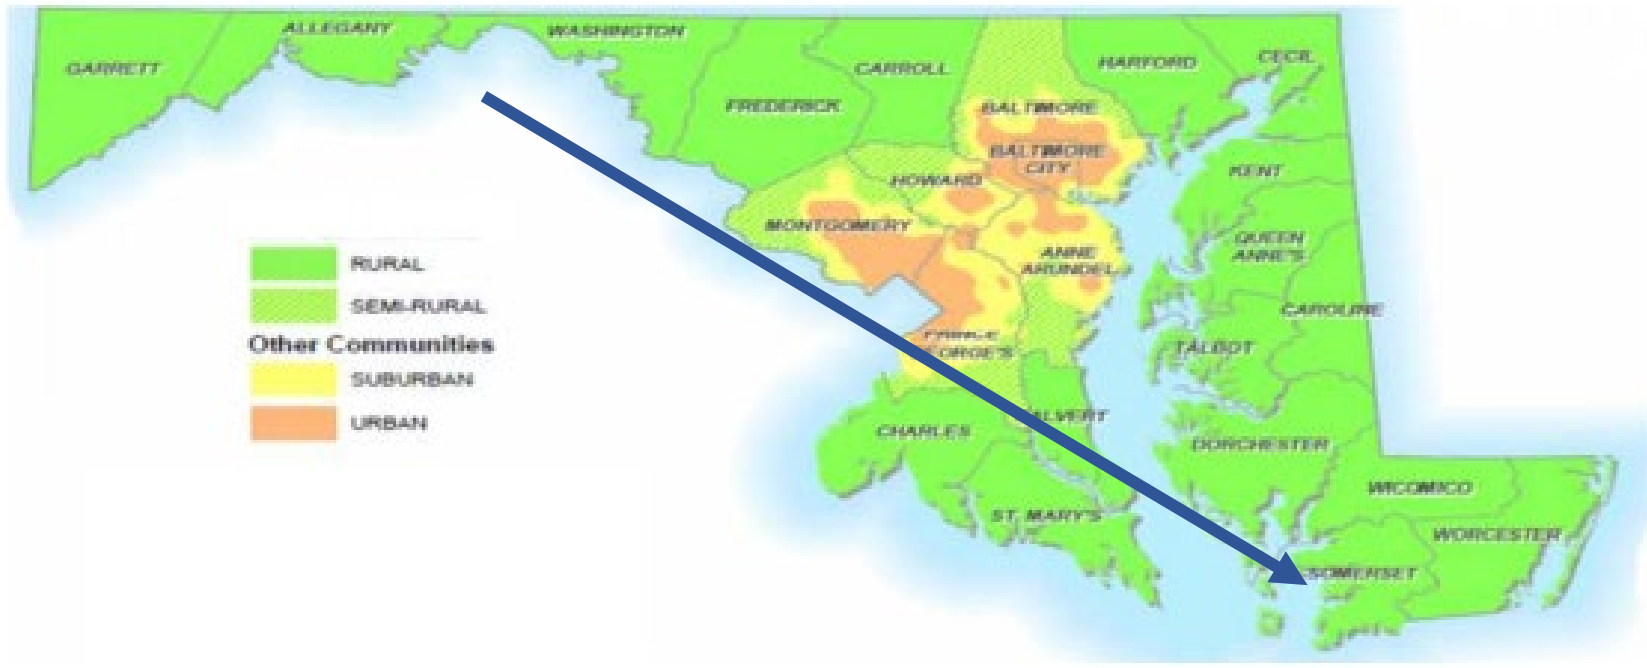 GARRETT
ALLEGANY
WASHINGTON
FREDERICK
CARROLL
BALTIMORE
HARFORD
CECIL
BALTIMORE
CITY
HOWARD
KENT
MONTGOMERY
ANNE
ARUNDEL
QUEEN
ANNE'S
CAROLINE
TALBOT
CHARLES
DORCHESTER
ST. MARY'S
WICOMICO
WORCESTER
SOMERSET
RURAL
SEMI-RURAL
Other Communities
SUBURBAN
URBAN